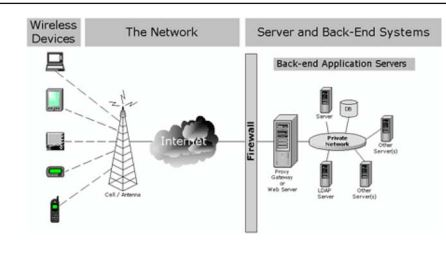 Wireless
Devices
The Network
Server and Back-End Systems
Back-end Application Servers
Server
DB
Internet
Firewall
Private
Network
Other
Server(s)
Proxy
Gateway
or
Web Server
Cell / Antenna
LDAP
Server
Other
Server(s)